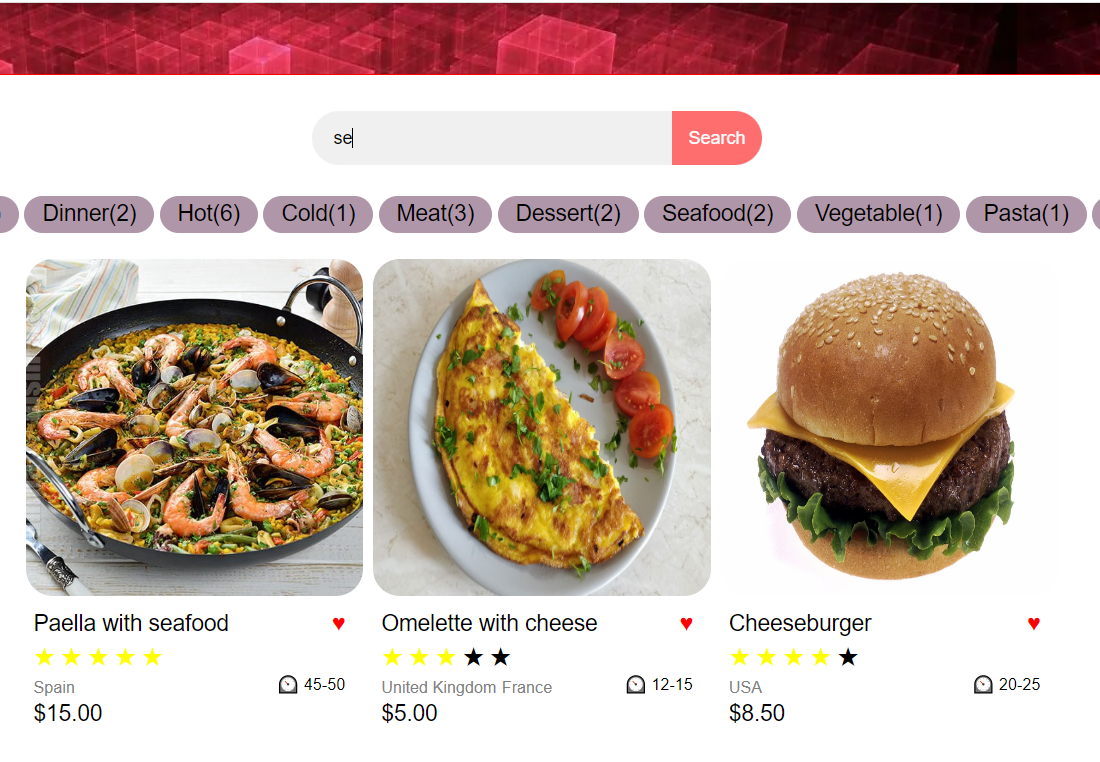 se
Search
Dinner(2)
Hot(6)
Cold(1)
Meat(3)
Dessert(2)
Seafood(2)
Vegetable(1)
Pasta(1)
Paella with seafood
Spain
45-50
$15.00
Omelette with cheese
United Kingdom France
12-15
$5.00
Cheeseburger
USA
20-25
$8.50